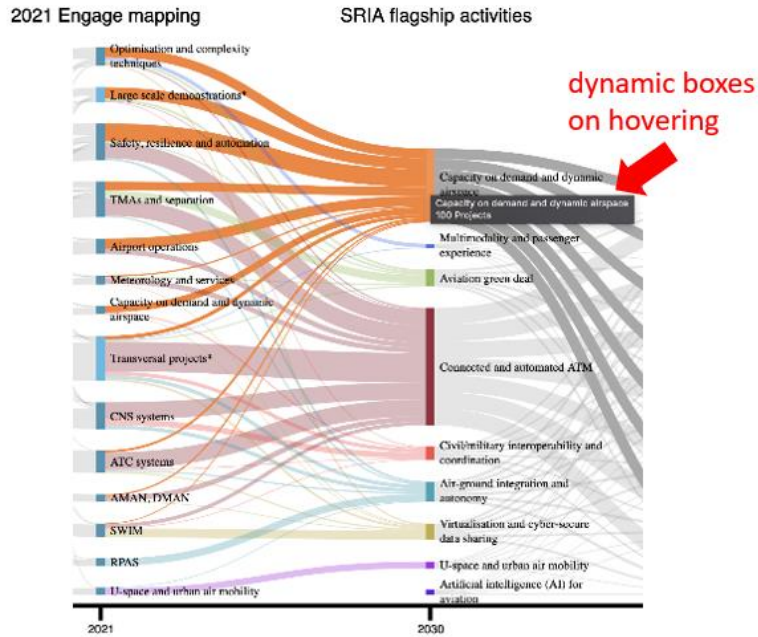 2021 Engage mapping
SRIA flagship activities
dynamic boxes
on hovering
Optimisation and complexity
techniques
Large scale demonstrations*
Safety, resilience and automation
TMAs and separation
Airport operations
Meteorology and services
Capacity on demand and dynamic
airspace
Transversal projects*
CNS systems
ATC systems
AMAN, DMAN
SWIM
RPAS
U-space and urban air mobility
Capacity on demand and dynamic
airspace
Capacity on demand and dynamic airspace
100 Projects
Multimodality and passenger
experience
Aviation green deal
Connected and automated ATM
Civil/military interoperability and
coordination
Air-ground integration and
autonomy
Virtualisation and cyber-secure
data sharing
U-space and urban air mobility
Artificial intelligence (AI) for
aviation
2021
2030